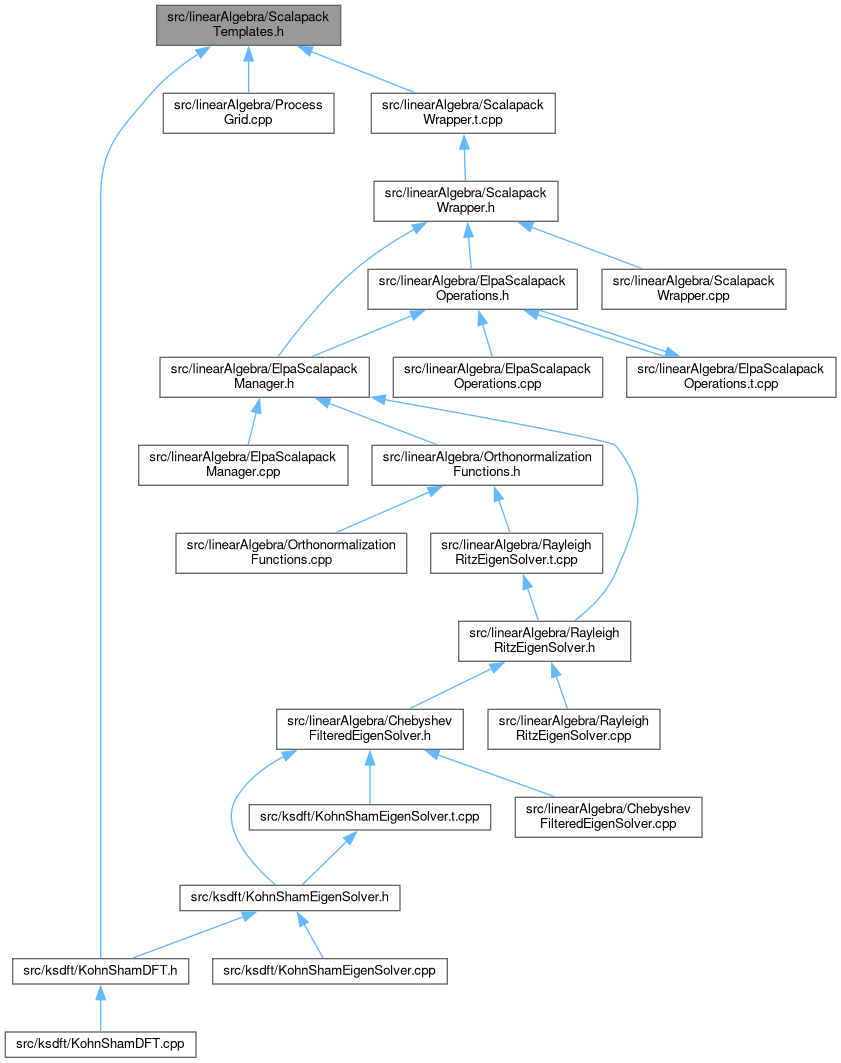 src/linearAlgebra/Scalapack
Templates.h
src/linearAlgebra/Process
Grid.cpp
src/linearAlgebra/Scalapack
Wrapper.t.cpp
src/linearAlgebra/Scalapack
Wrapper.h
src/linearAlgebra/ElpaScalapack
Operations.h
src/linearAlgebra/Scalapack
Wrapper.cpp
src/linearAlgebra/ElpaScalapack
Manager.h
src/linearAlgebra/ElpaScalapack
Operations.cpp
src/linearAlgebra/ElpaScalapack
Operations.t.cpp
src/linearAlgebra/ElpaScalapack
Manager.cpp
src/linearAlgebra/Orthonormalization
Functions.h
src/linearAlgebra/Orthonormalization
Functions.cpp
src/linearAlgebra/Rayleigh
RitzEigenSolver.t.cpp
src/linearAlgebra/Rayleigh
RitzEigenSolver.h
src/linearAlgebra/Chebyshev
FilteredEigenSolver.h
src/linearAlgebra/Rayleigh
RitzEigenSolver.cpp
src/ksdft/KohnShamEigenSolver.t.cpp
src/linearAlgebra/Chebyshev
FilteredEigenSolver.cpp
src/ksdft/KohnShamEigenSolver.h
src/ksdft/KohnShamDFT.h
src/ksdft/KohnShamEigenSolver.cpp
src/ksdft/KohnShamDFT.cpp